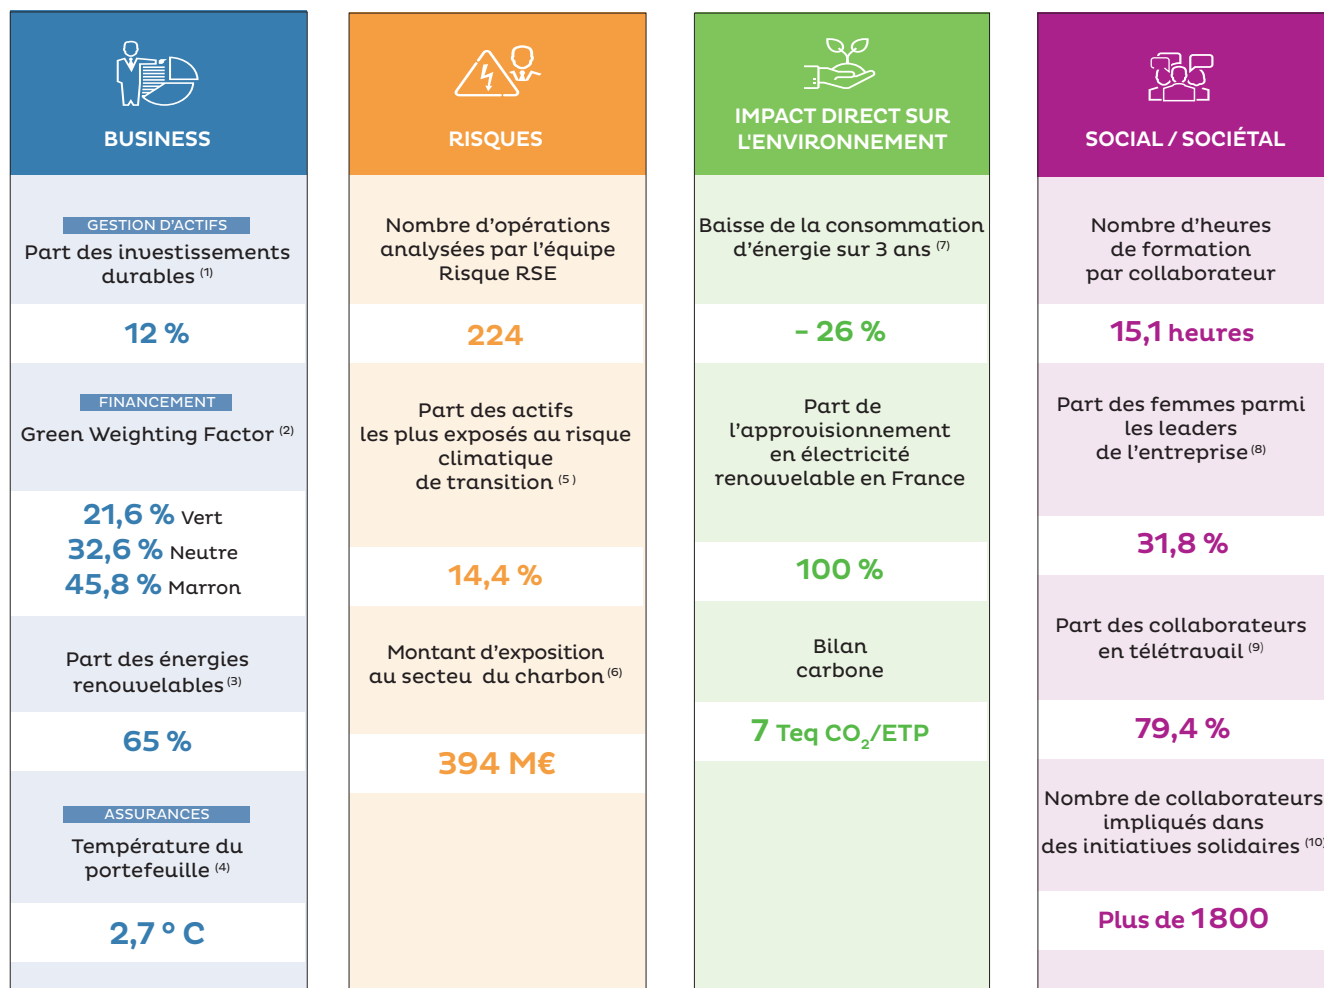 BUSINESS
GESTION D'ACTIFS
Part des investissements
durables (1)
12 %
FINANCEMENT
Green Weighting Factor (2)
21,6 % Vert
32,6 % Neutre
45,8 % Marron
Part des énergies
renouvelables (3)
65 %
ASSURANCES
Température du
portefeuille (4)
2,7 ° C
RISQUES
Nombre d'opérations
analysées par l'équipe
Risque RSE
224
Part des actifs
les plus exposés au risque
climatique
de transition (5 )
14,4 %
Montant d'exposition
au secteu  du charbon (6)
394 M€
IMPACT DIRECT SUR
L'ENVIRONNEMENT
Baisse de la consommation
d'énergie sur 3 ans (7)
- 26 %
Part de
l'approvisionnement
en électricité
renouvelable en France
100 %
Bilan
carbone
7 Teq CO2/ETP
SOCIAL / SOCIÉTAL
Nombre d'heures
de formation
par collaborateur
15,1 heures
Part des femmes parmi
les leaders
de l'entreprise (8)
31,8 %
Part des collaborateurs
en télétravail (9)
79,4 %
Nombre de collaborateurs
impliqués dans
des initiatives solidaires (10)
Plus de 1800